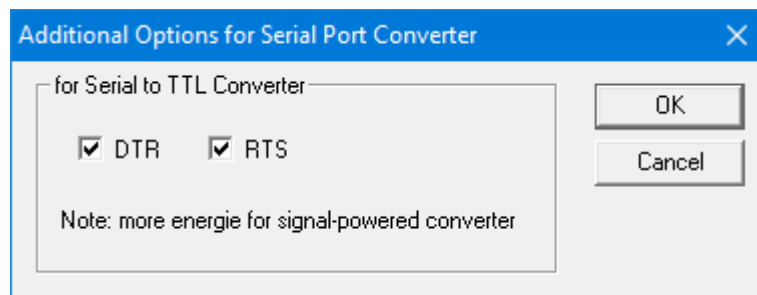 Additional Options for Serial Port Converter
for Serial to TTL Converter
DTR RTS
Note: more energie for signal-powered converter
OK
Cancel